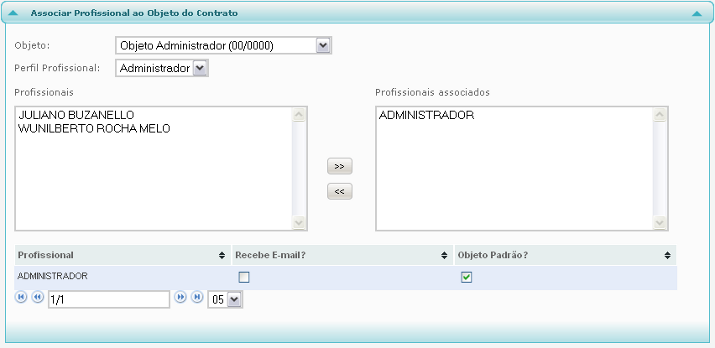 Associar Profissional ao Objeto do Contrato
Objeto: Objeto Administrador (00/0000)
Perfil Profissional: Administrador
Profissionais
JULIANO BUZANELLO
WUNILBERTO ROCHA MELO
>>
<<
Profissionais associados
ADMINISTRADOR
Profissional Recebe E-mail? Objeto Padrão?
ADMINISTRADOR
1/1 05